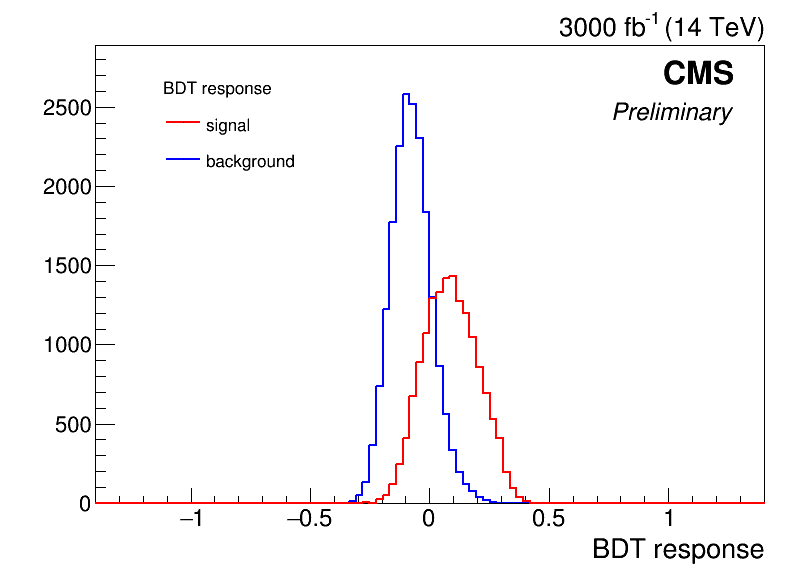 3000 fb-1 (14 TeV)
CMS
Preliminary
BDT response
signal
background
2500
2000
1500
1000
500
0
−1 −0.5 0 0.5 1
BDT response